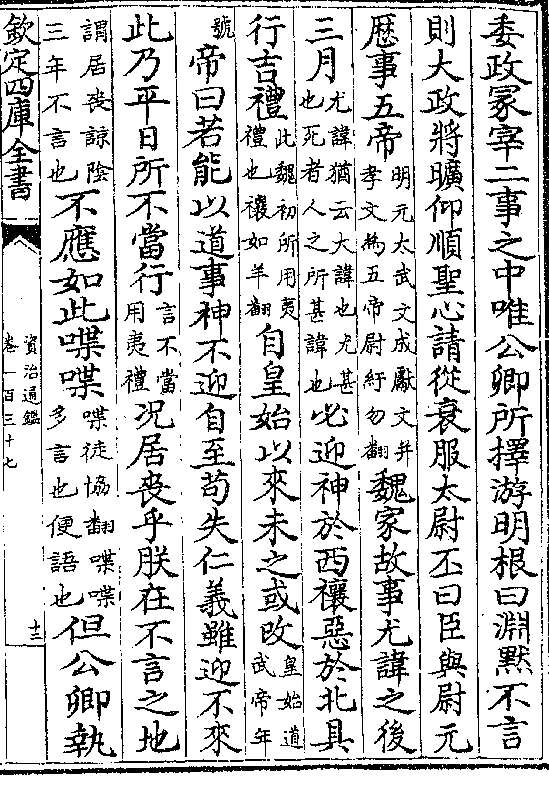 委政冢宰二事之中唯公卿所擇游明根曰淵黙不言
則大政將曠仰順聖心請從衰服太尉丕曰臣與尉元
歴事五帝明元太武文成獻文并孝文為五帝尉紆勿翻魏家故事尤諱之後
三月尤諱猶云大諱也尤甚也死者人之所甚諱也必迎神於西禳惡於北具
行吉禮此魏初所用夷禮也禳如羊翻自皇始以來未之或改皇始道武帝年
號帝曰若能以道事神不迎自至苟失仁義雖迎不來
此乃平日所不當行言不當用夷禮况居喪乎朕在不言之地
謂居喪諒隂三年不言也不應如此喋喋喋徒協翻喋喋多言也便語也但公卿執
欽定四庫全書
資治通鑑
卷一百三十七
十三